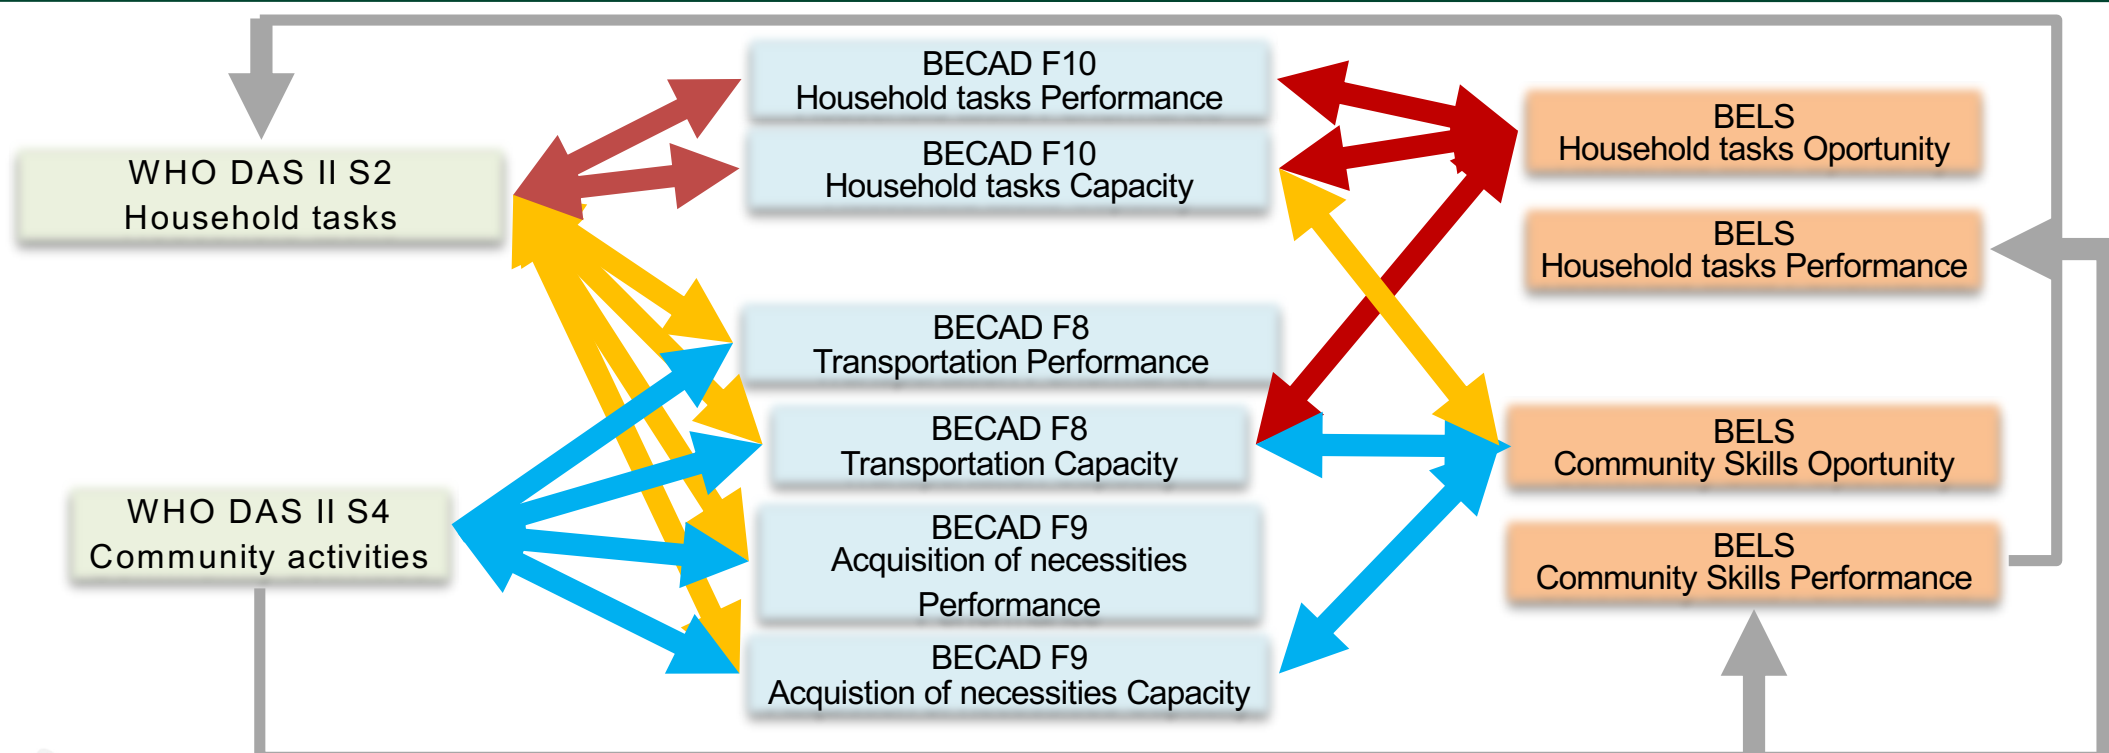 WHO DAS II S2
Household tasks
WHO DAS II S4
Community activities
BECAD F10
Household tasks Performance
BECAD F10
Household tasks Capacity
BECAD F8
Transportation Performance
BECAD F8
Transportation Capacity
BECAD F9
Acquisition of necessities
Performance
BECAD F9
Acquistion of necessities Capacity
BELS
Household tasks Oportunity
BELS
Household tasks Performance
BELS
Community Skills Oportunity
BELS
Community Skills Performance